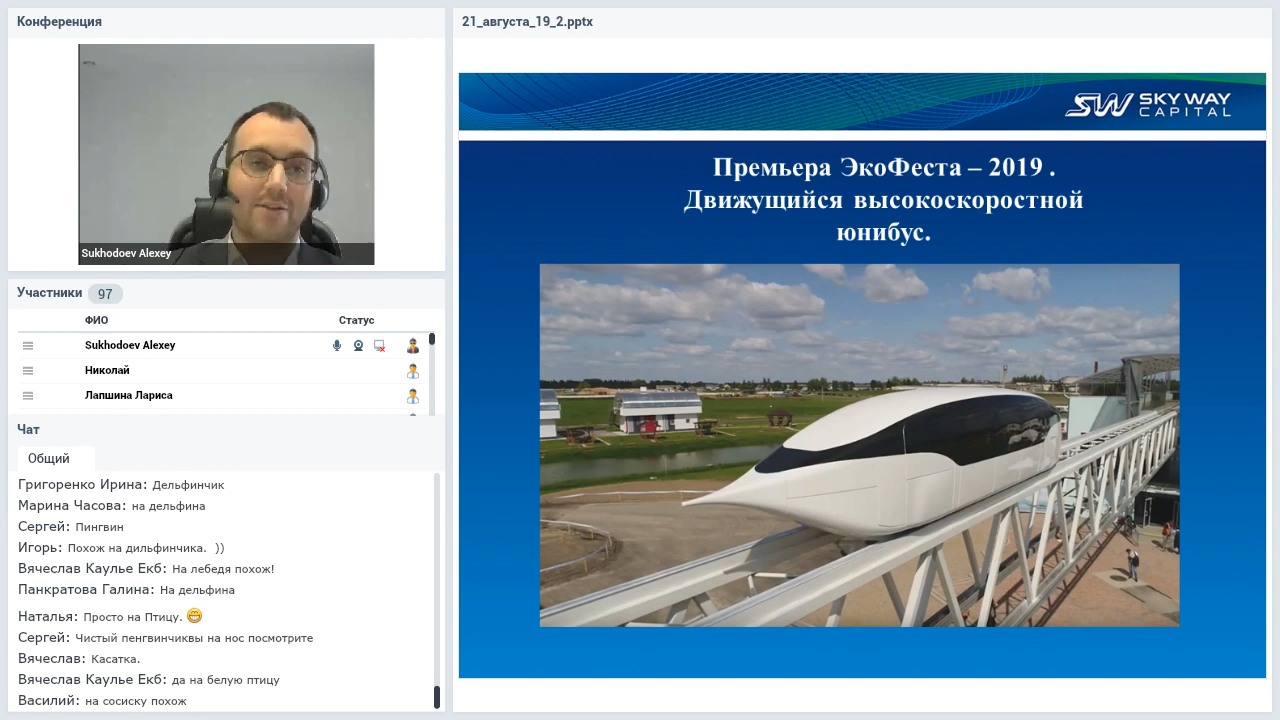 Конференция
Sukhodoev Alexey
Участники 97
ФИО Статус
Sukhodoev Alexey
Николай
Лапшина Лариса
Чат
Общий
Григоренко Ирина: Дельфинчик
Марина Часова: на дельфина
Сергей: Пингвин
Игорь: Похож на дильфинчика. ))
Вячеслав Каулье Екб: На лебедя похож!
Панкратова Галина: На дельфина
Наталья: Просто на Птицу.
Сергей: Чистый пенгвинчиквы на нос посмотрите
Вячеслав: Касатка.
Вячеслав Каулье Екб: да на белую птицу
Василий: на сосиску похож
21_августа_19_2.pptx
SW SKY WAY
CAPITAL
Премьера ЭкоФеста – 2019 .
Движущийся высокоскоростной
юнибус.